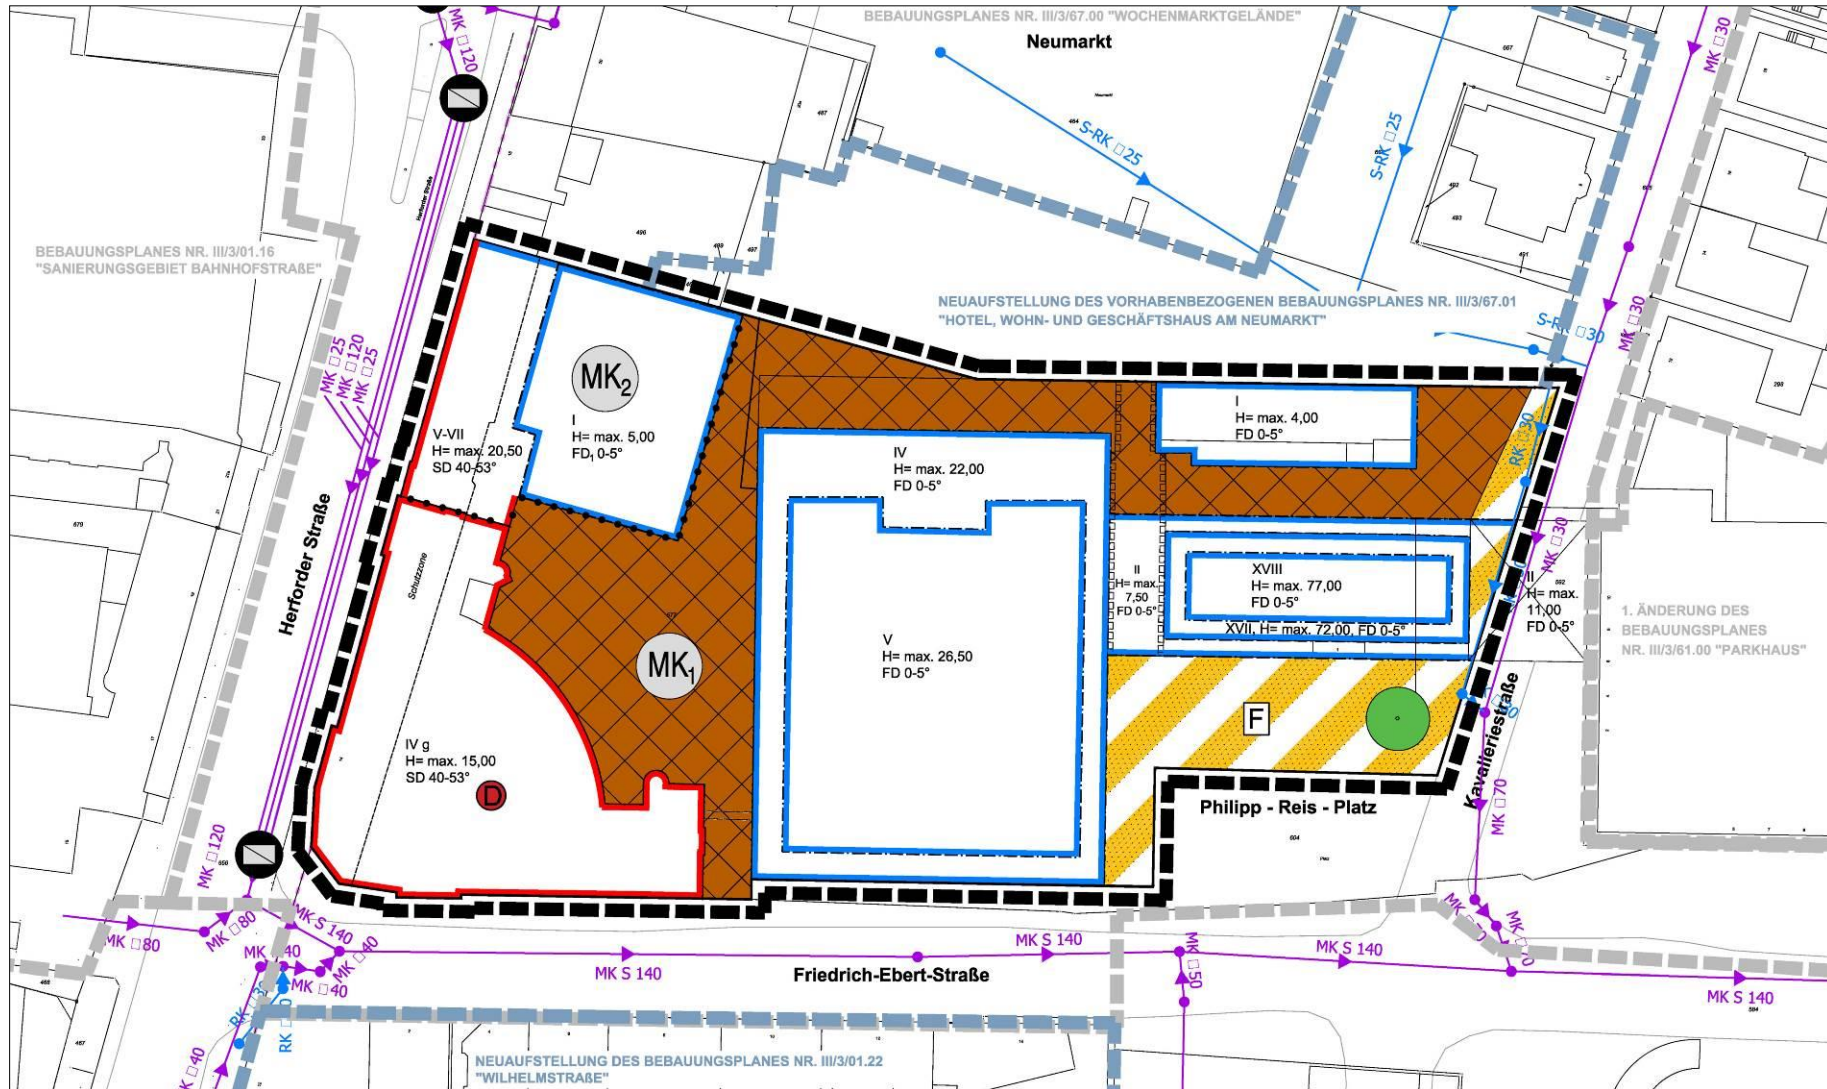 BEBAUUNGSPLANES NR. III/3/67.00 "WOCHENMARKTGELÄNDE"
Neumarkt
MK □120
MK □30
S-RK □25
S-RK □25
Herforder Straße
BEBAUUNGSPLANES NR. III/3/01.16
"SANIERUNGSGEBIET BAHNHOFSTRAßE"
NEUAUFSTELLUNG DES VORHABENBEZOGENEN BEBAUUNGSPLANES NR. III/3/67.01
"HOTEL, WOHN- UND GESCHÄFTSHAUS AM NEUMARKT"
S-RK □30
MK □30
MK □25
MK □120
MK □25
MK2
I
H= max. 5,00
FD1 0-5°
V-VII
H= max. 20,50
SD 40-53°
I
H= max. 4,00
FD 0-5°
IV
H= max. 22,00
FD 0-5°
RK □30
MK □30
Herforder Straße
Schutzzone
II
H= max.
7,50
FD 0-5°
XVIII
H= max. 77,00
FD 0-5°
XVII, H= max. 72,00, FD 0-5°
II
H= max.
11,00
FD 0-5°
1. ÄNDERUNG DES
BEBAUUNGSPLANES
NR. III/3/61.00 "PARKHAUS"
MK1
V
H= max. 26,50
FD 0-5°
F
Kavalleriestraße
IV g
H= max. 15,00
SD 40-53°
D
Philipp - Reis - Platz
MK □70
MK □120
MK □80
MK □80
MK S 140
MK □40
MK □40
MK S 140
MK S 140
MK □50
MK S 140
MK S 140
Friedrich-Ebert-Straße
NEUAUFSTELLUNG DES BEBAUUNGSPLANES NR. III/3/01.22
"WILHELMSTRAßE"